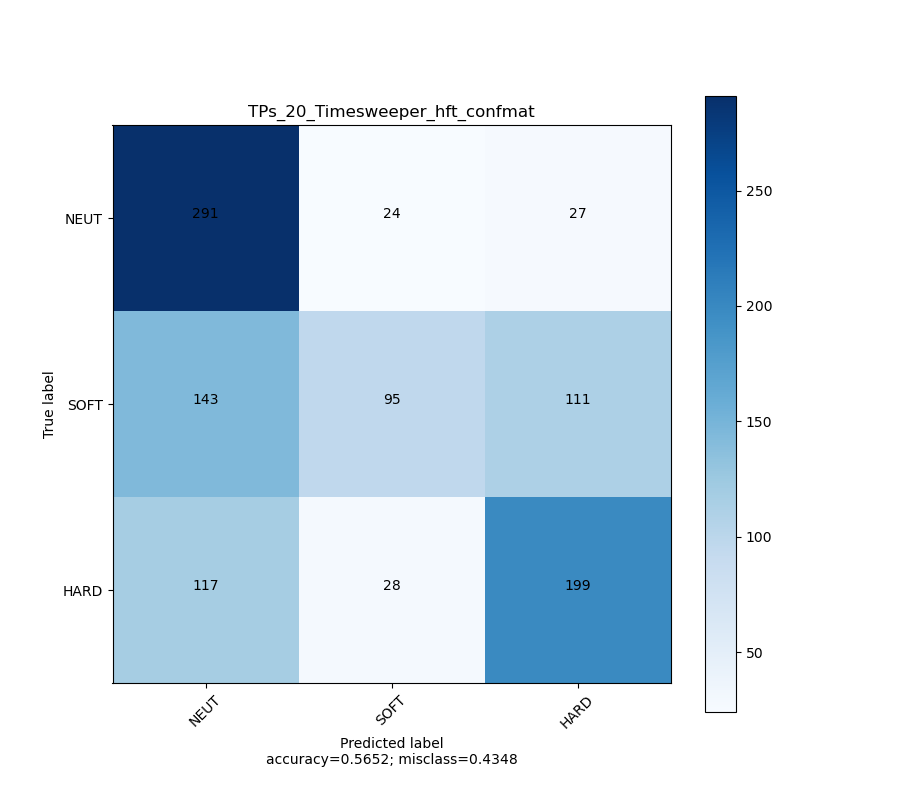 TPs_20_Timesweeper_hft_confmat
NEUT 291 24 27
SOFT 143 95 111
HARD 117 28 199
NEUT SOFT HARD
True label
Predicted label
accuracy=0.5652; misclass=0.4348
250
200
150
100
50